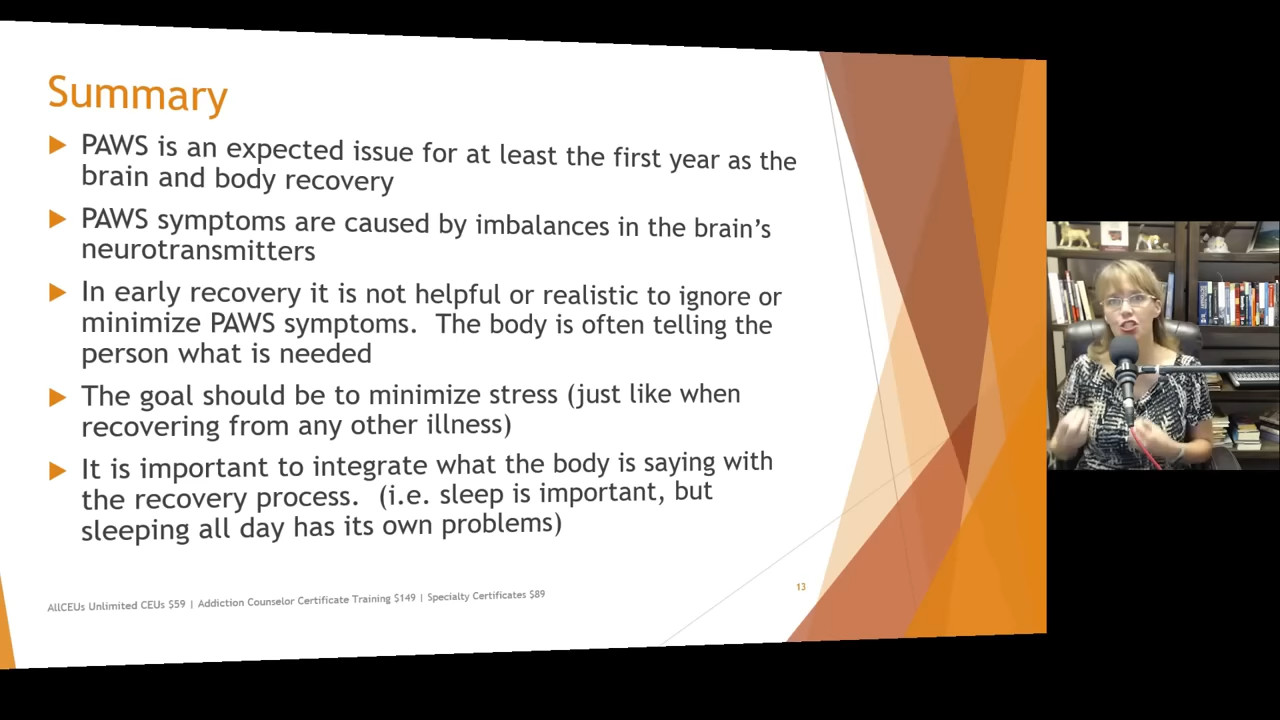 Summary
PAWS is an expected issue for at least the first year as the
brain and body recovery
PAWS symptoms are caused by imbalances in the brain's
neurotransmitters
In early recovery it is not helpful or realistic to ignore or
minimize PAWS symptoms. The body is often telling the
person what is needed
The goal should be to minimize stress (just like when
recovering from any other illness)
It is important to integrate what the body is saying with
the recovery process. (i.e. sleep is important, but
sleeping all day has its own problems)
13
AllCEUs Unlimited CEUs $59 | Addiction Counselor Certificate Training $149 | Specialty Certificates $89